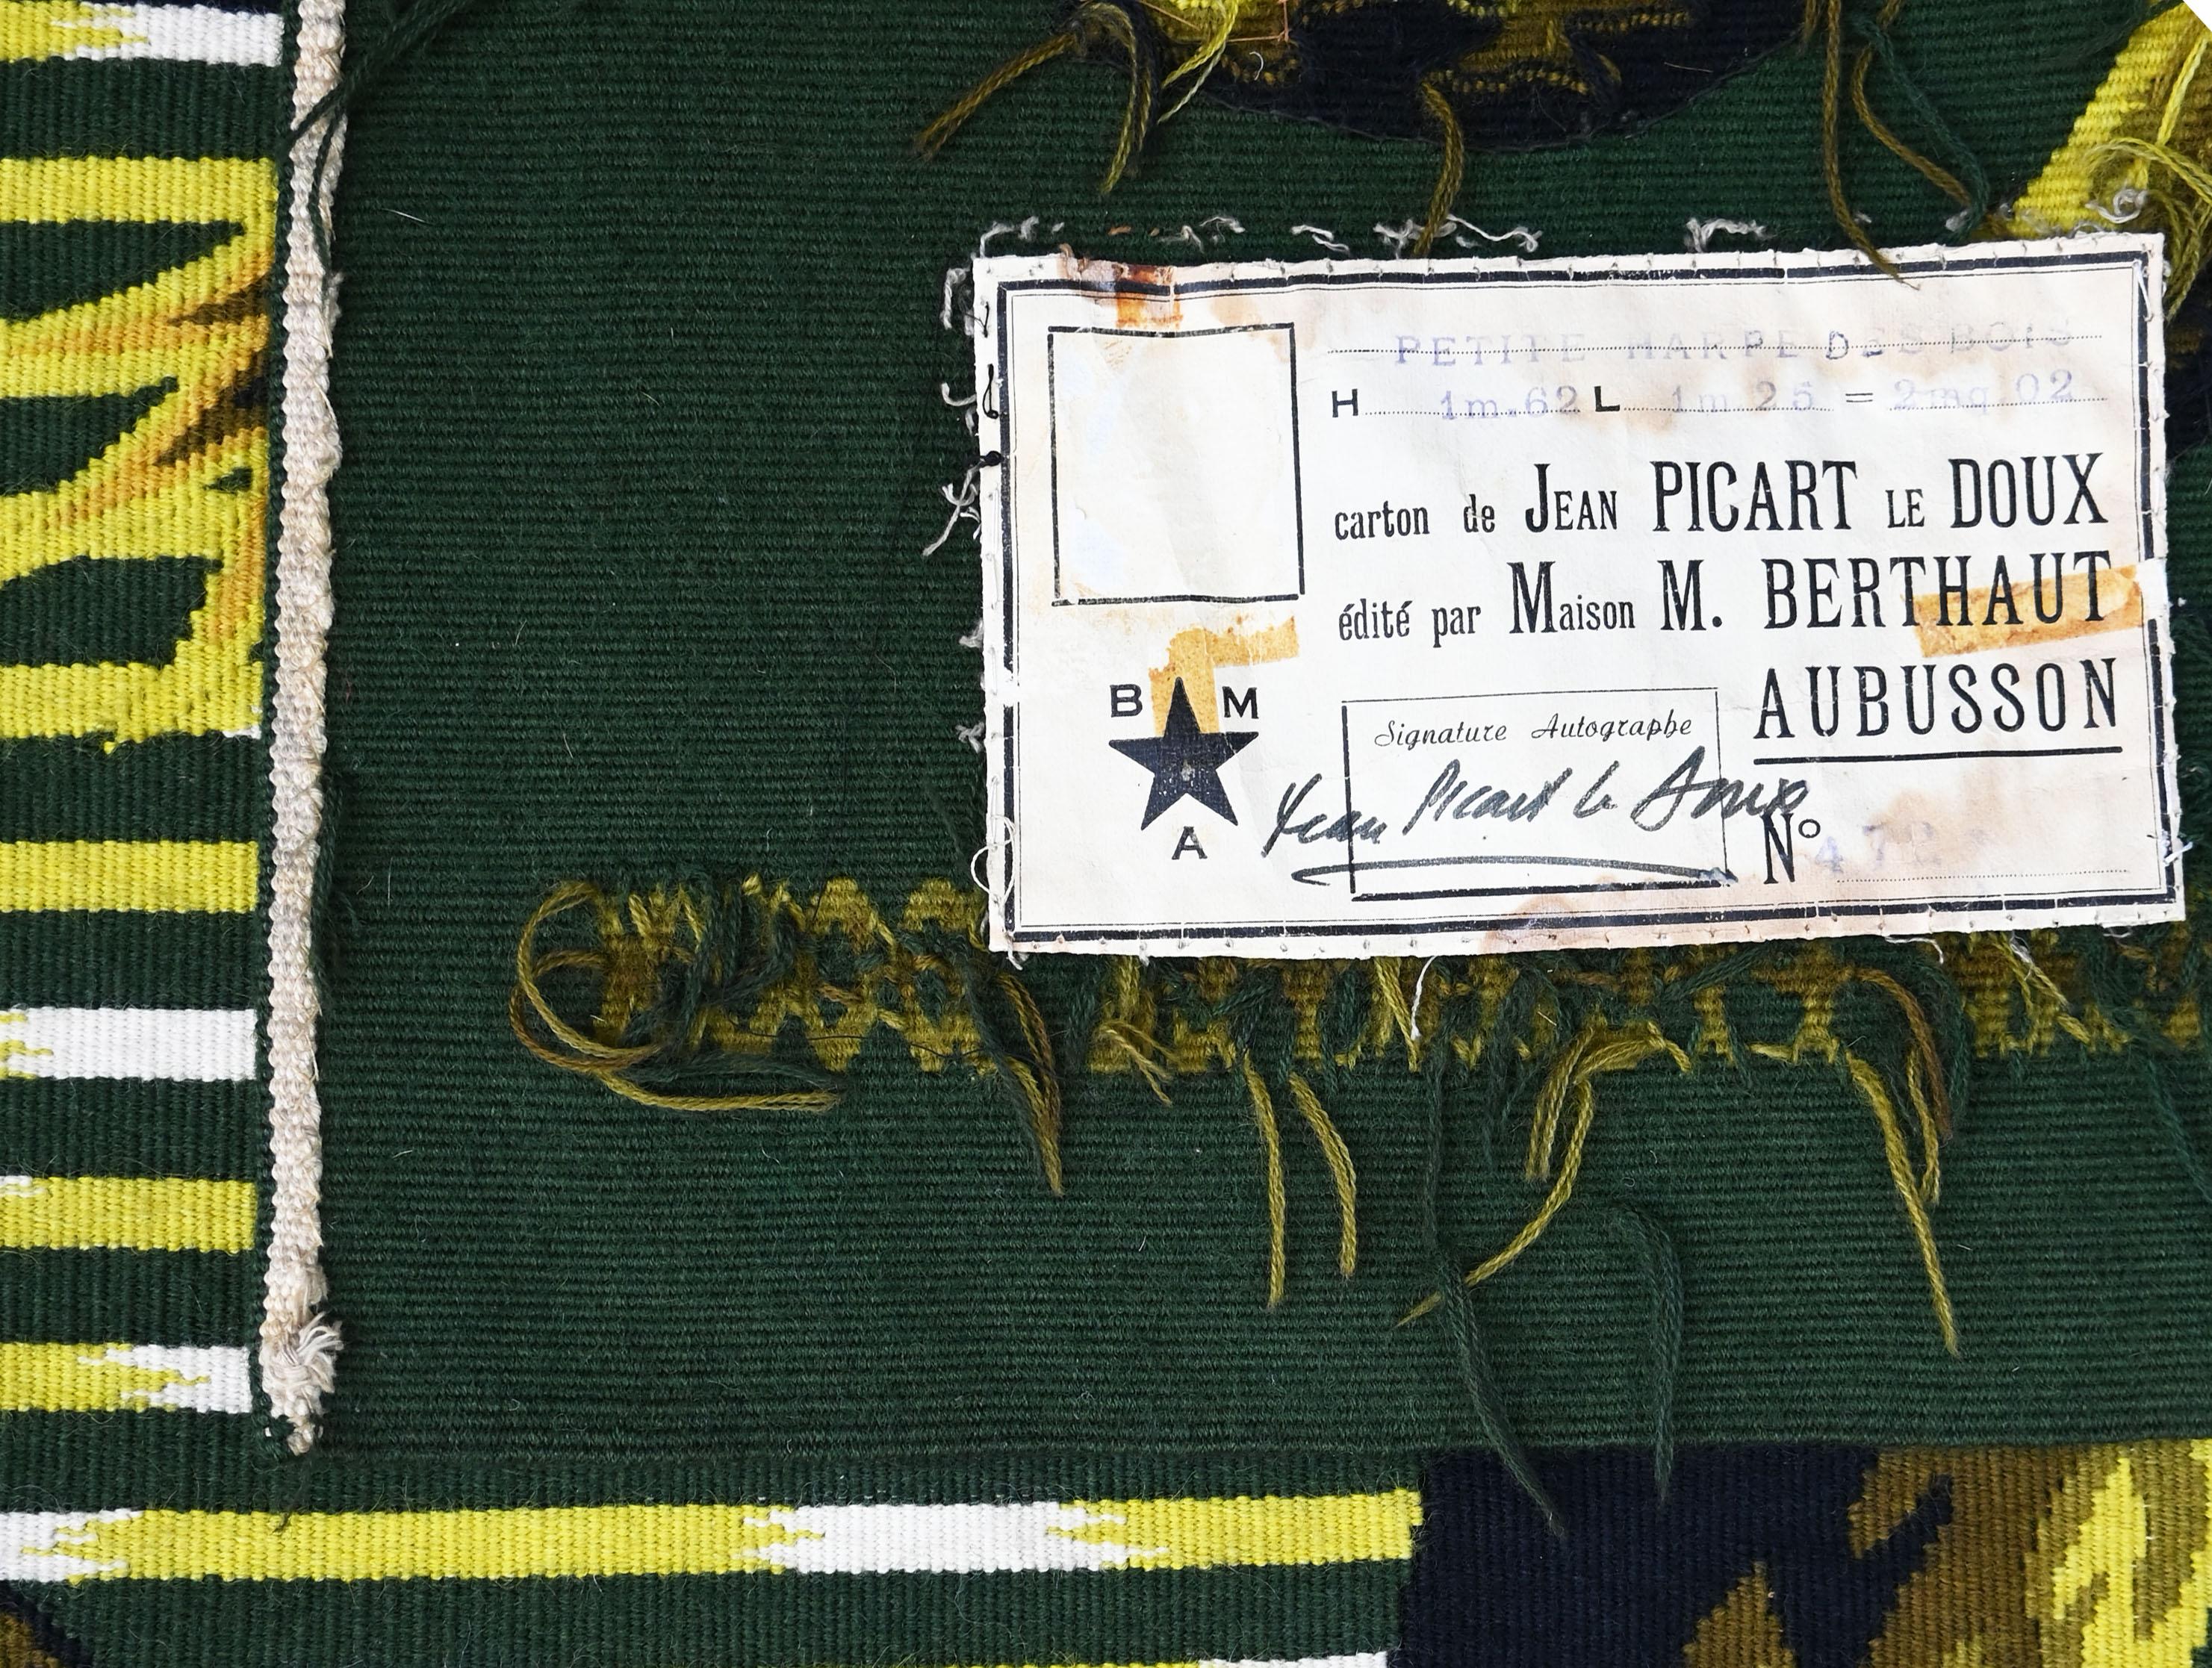 PETITE HARPE DES BOIS
H 1m.62 L 1m 25 = 2mq 02
carton de JEAN PICART LE DOUX
édité par Maison M. BERTHAUT
AUBUSSON
B M
A
Signature Autographe
Jean Picart le Doux
No